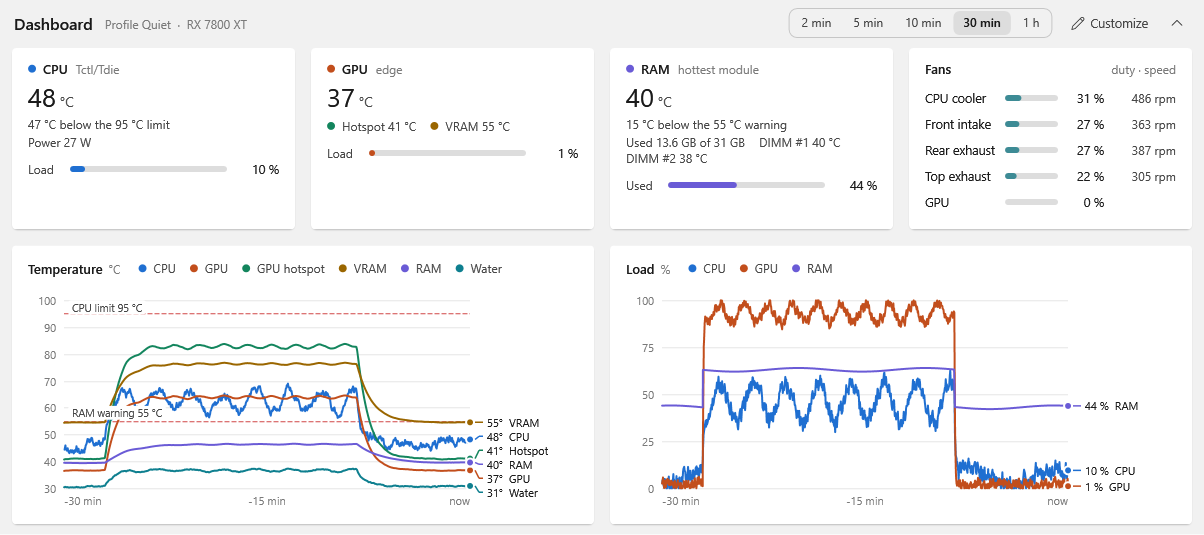 Dashboard Profile Quiet · RX 7800 XT
2 min 5 min 10 min 30 min 1 h Customize
CPU Tctl/Tdie
48 °C
47 °C below the 95 °C limit
Power 27 W
Load 10 %
GPU edge
37 °C
Hotspot 41 °C VRAM 55 °C
Load 1 %
RAM hottest module
40 °C
15 °C below the 55 °C warning
Used 13.6 GB of 31 GB DIMM #1 40 °C
DIMM #2 38 °C
Used 44 %
Fans duty · speed
CPU cooler 31 % 486 rpm
Front intake 27 % 363 rpm
Rear exhaust 27 % 387 rpm
Top exhaust 22 % 305 rpm
GPU 0 %
Temperature °C CPU GPU GPU hotspot VRAM RAM Water
100
CPU limit 95 °C
90
80
70
60
RAM warning 55 °C
50
40
30
55° VRAM
48° CPU
41° Hotspot
40° RAM
37° GPU
31° Water
-30 min -15 min now
Load % CPU GPU RAM
100
75
50
25
0
44 % RAM
10 % CPU
1 % GPU
-30 min -15 min now